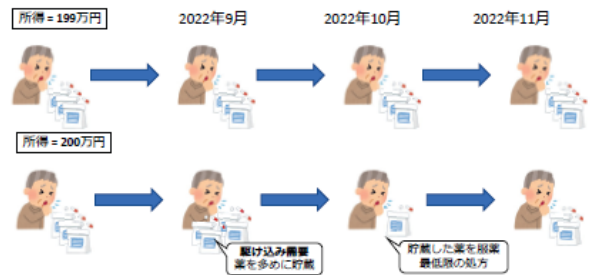 所得 = 199万円
2022年9月
2022年10月
2022年11月
所得 = 200万円
駆け込み需要
薬を多めに貯蔵
貯蔵した薬を服薬
最低限の処方